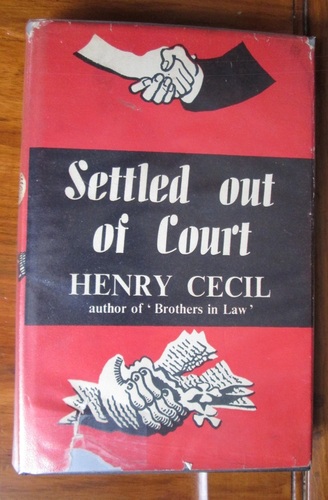 Settled out
of Court
HENRY CECIL
author of ' Brothers in Law '